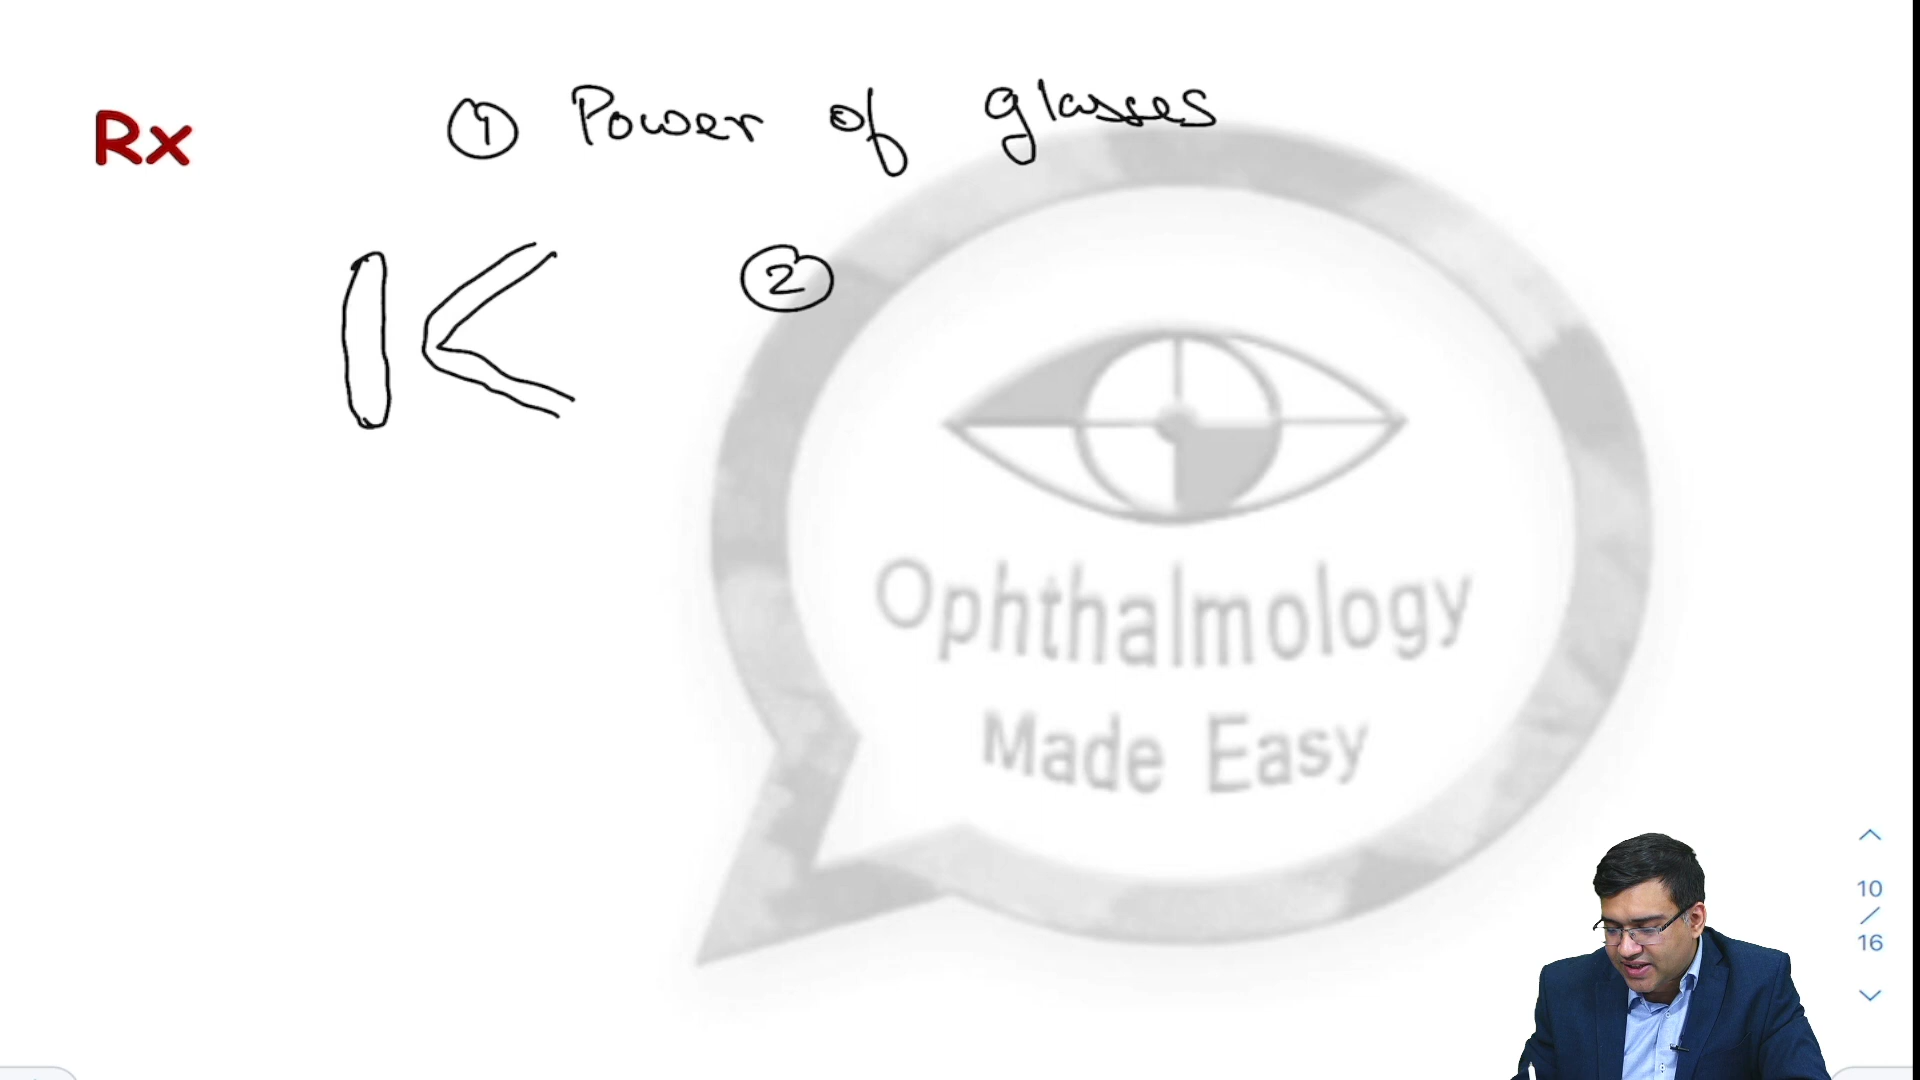 Rx
① Power of glasses
②
Ophthalmology
Made Easy
10
/
16